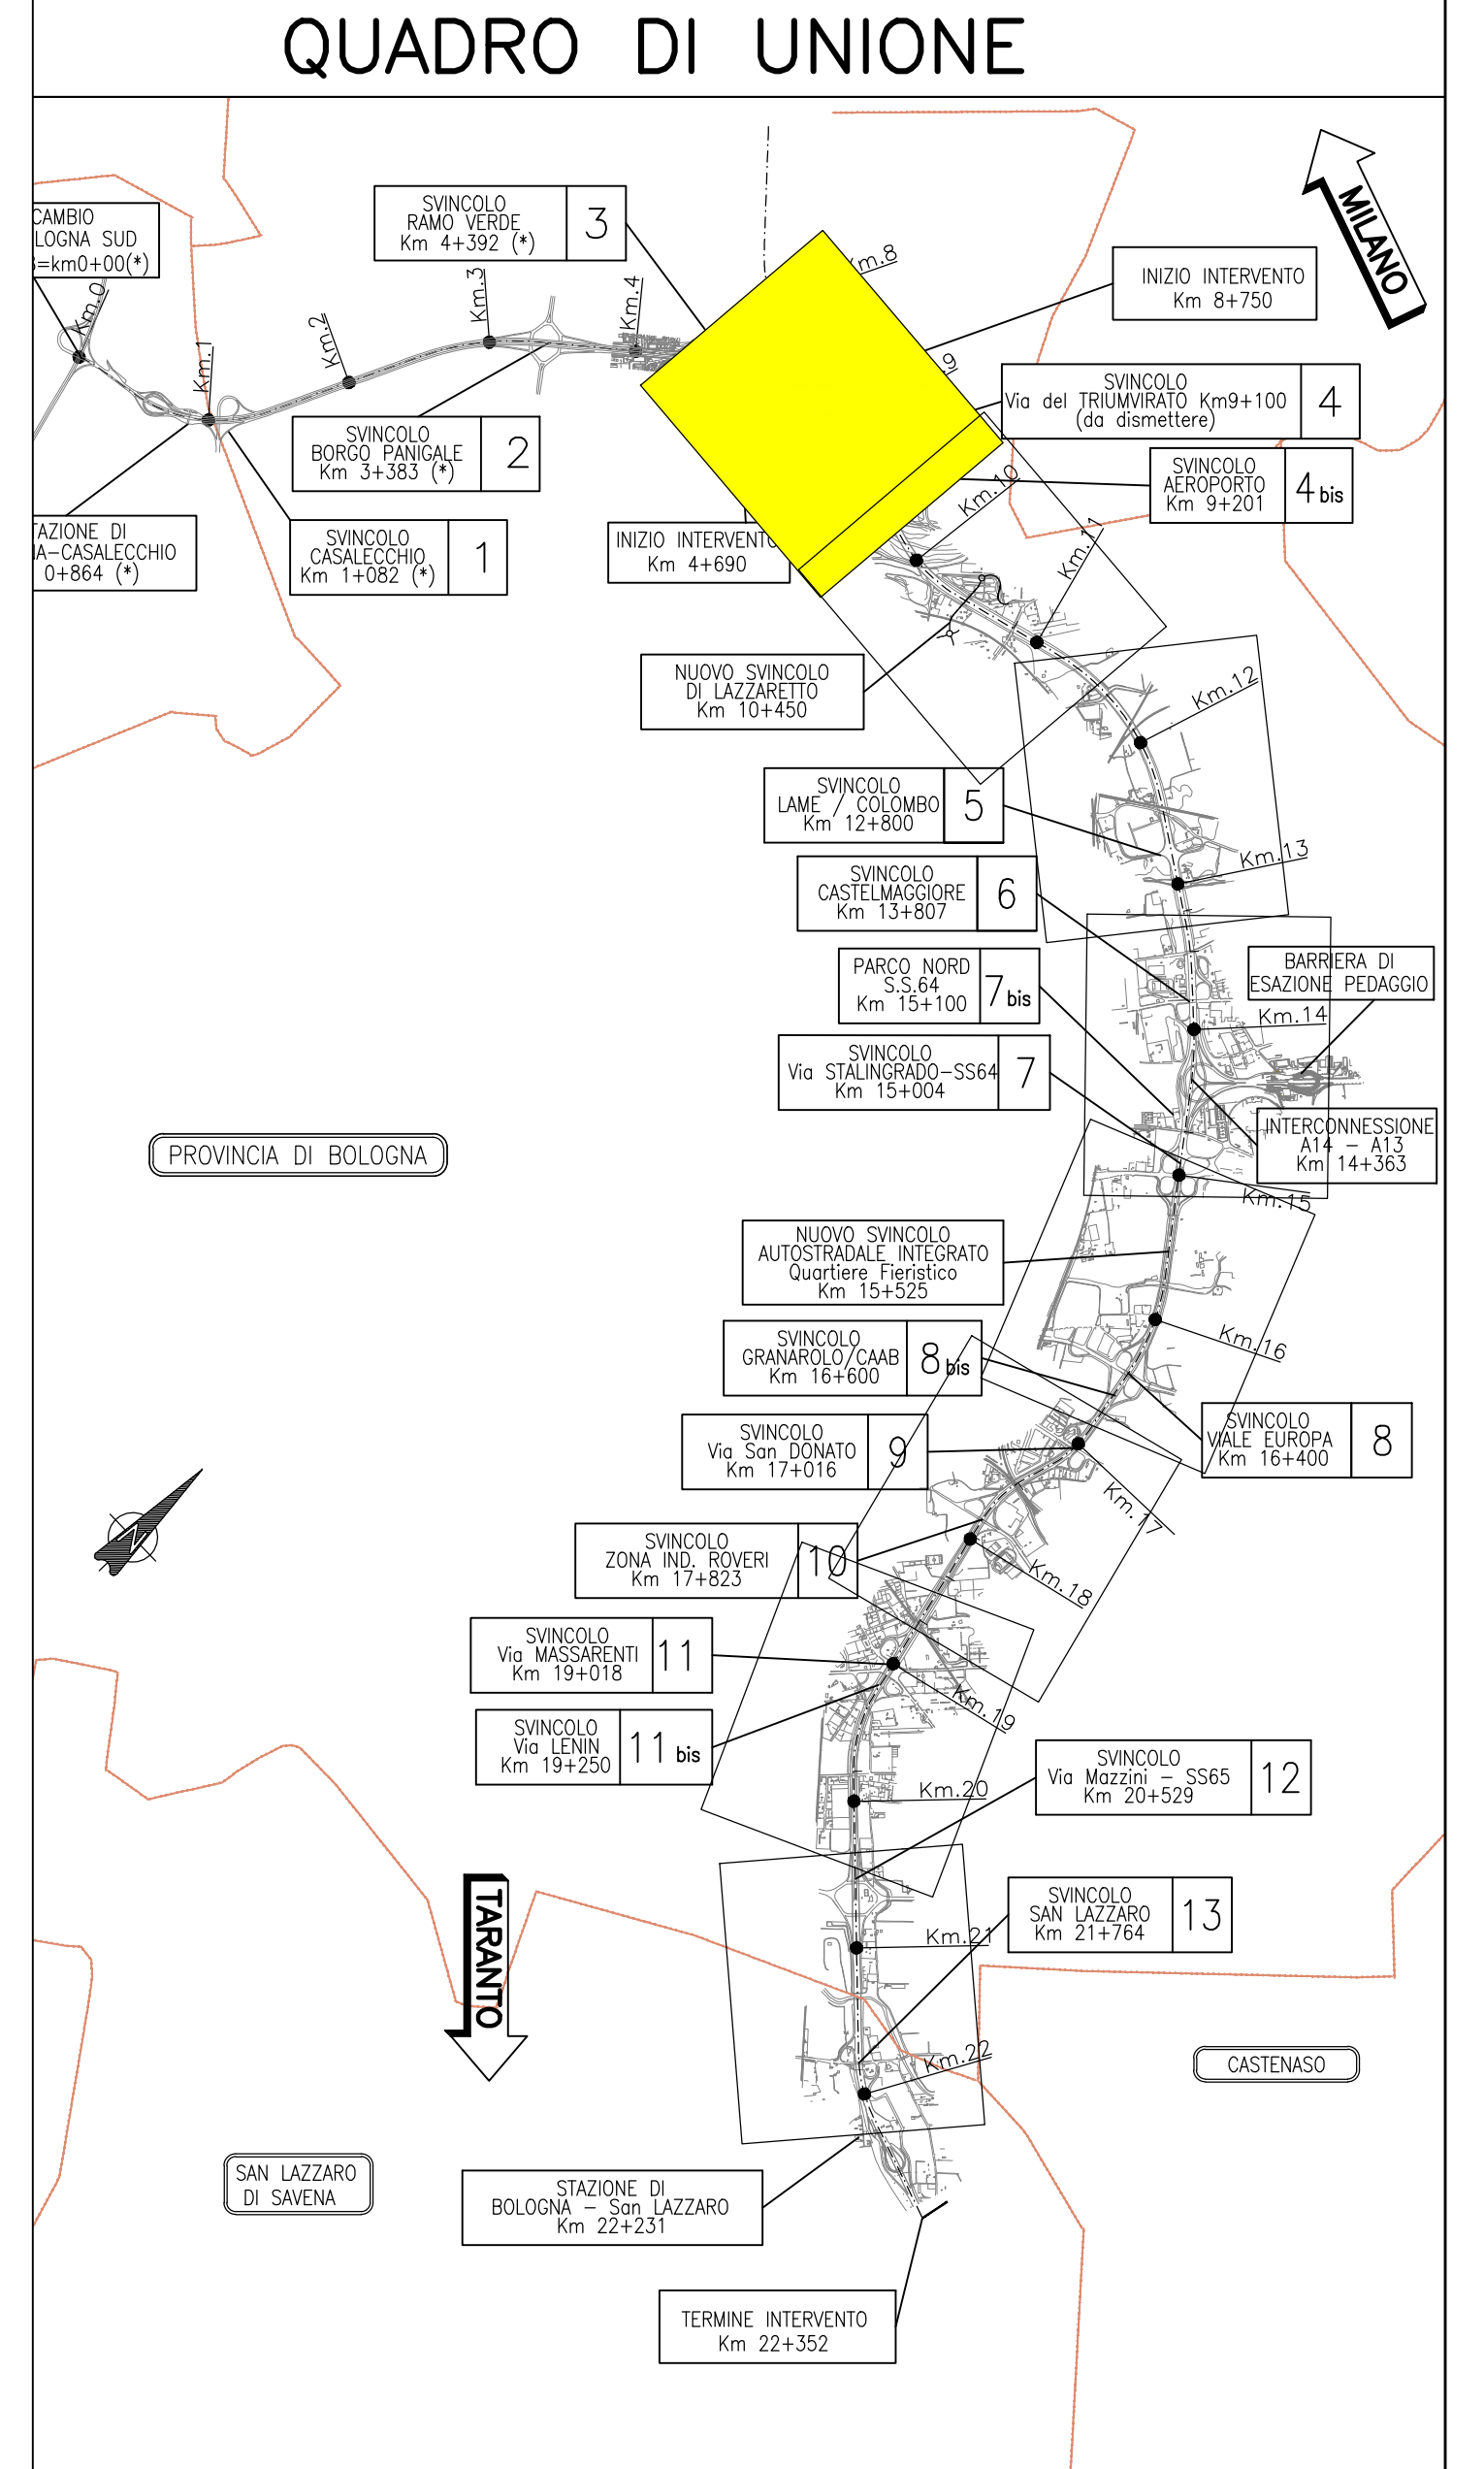 QUADRO DI UNIONE
MILANO
CAMBIO
LOGNA SUD
=km0+00(*)
SVINCOLO
RAMO VERDE
Km 4+392 (*)
3
Km.8
INIZIO INTERVENTO
Km 8+750
Km.0
Km.1
Km.2
Km.3
Km.4
SVINCOLO
Via del TRIUMVIRATO Km9+100
(da dismettere)
4
SVINCOLO
BORGO PANIGALE
Km 3+383 (*)
2
SVINCOLO
AEROPORTO
Km 9+201
4 bis
TAZIONE DI
A-CASALECCHIO
0+864 (*)
SVINCOLO
CASALECCHIO
Km 1+082 (*)
1
INIZIO INTERVENTO
Km 4+690
Km.10
Km.11
NUOVO SVINCOLO
DI LAZZARETTO
Km 10+450
Km.12
SVINCOLO
LAME / COLOMBO
Km 12+800
5
Km.13
SVINCOLO
CASTELMAGGIORE
Km 13+807
6
PARCO NORD
S.S.64
Km 15+100
7 bis
BARRIERA DI
ESAZIONE PEDAGGIO
Km.14
SVINCOLO
Via STALINGRADO-SS64
Km 15+004
7
INTERCONNESSIONE
A14 - A13
Km 14+363
PROVINCIA DI BOLOGNA
Km.15
NUOVO SVINCOLO
AUTOSTRADALE INTEGRATO
Quartiere Fieristico
Km 15+525
Km.16
SVINCOLO
GRANAROLO/CAAB
Km 16+600
8 bis
SVINCOLO
VIALE EUROPA
Km 16+400
8
SVINCOLO
Via San DONATO
Km 17+016
9
Km.17
SVINCOLO
ZONA IND. ROVERI
Km 17+823
10
Km.18
SVINCOLO
Via MASSARENTI
Km 19+018
11
Km.19
SVINCOLO
Via LENIN
Km 19+250
11 bis
SVINCOLO
Via Mazzini - SS65
Km 20+529
12
Km.20
TARANTO
SVINCOLO
SAN LAZZARO
Km 21+764
13
Km.21
Km.22
CASTENASO
SAN LAZZARO
DI SAVENA
STAZIONE DI
BOLOGNA - San LAZZARO
Km 22+231
TERMINE INTERVENTO
Km 22+352